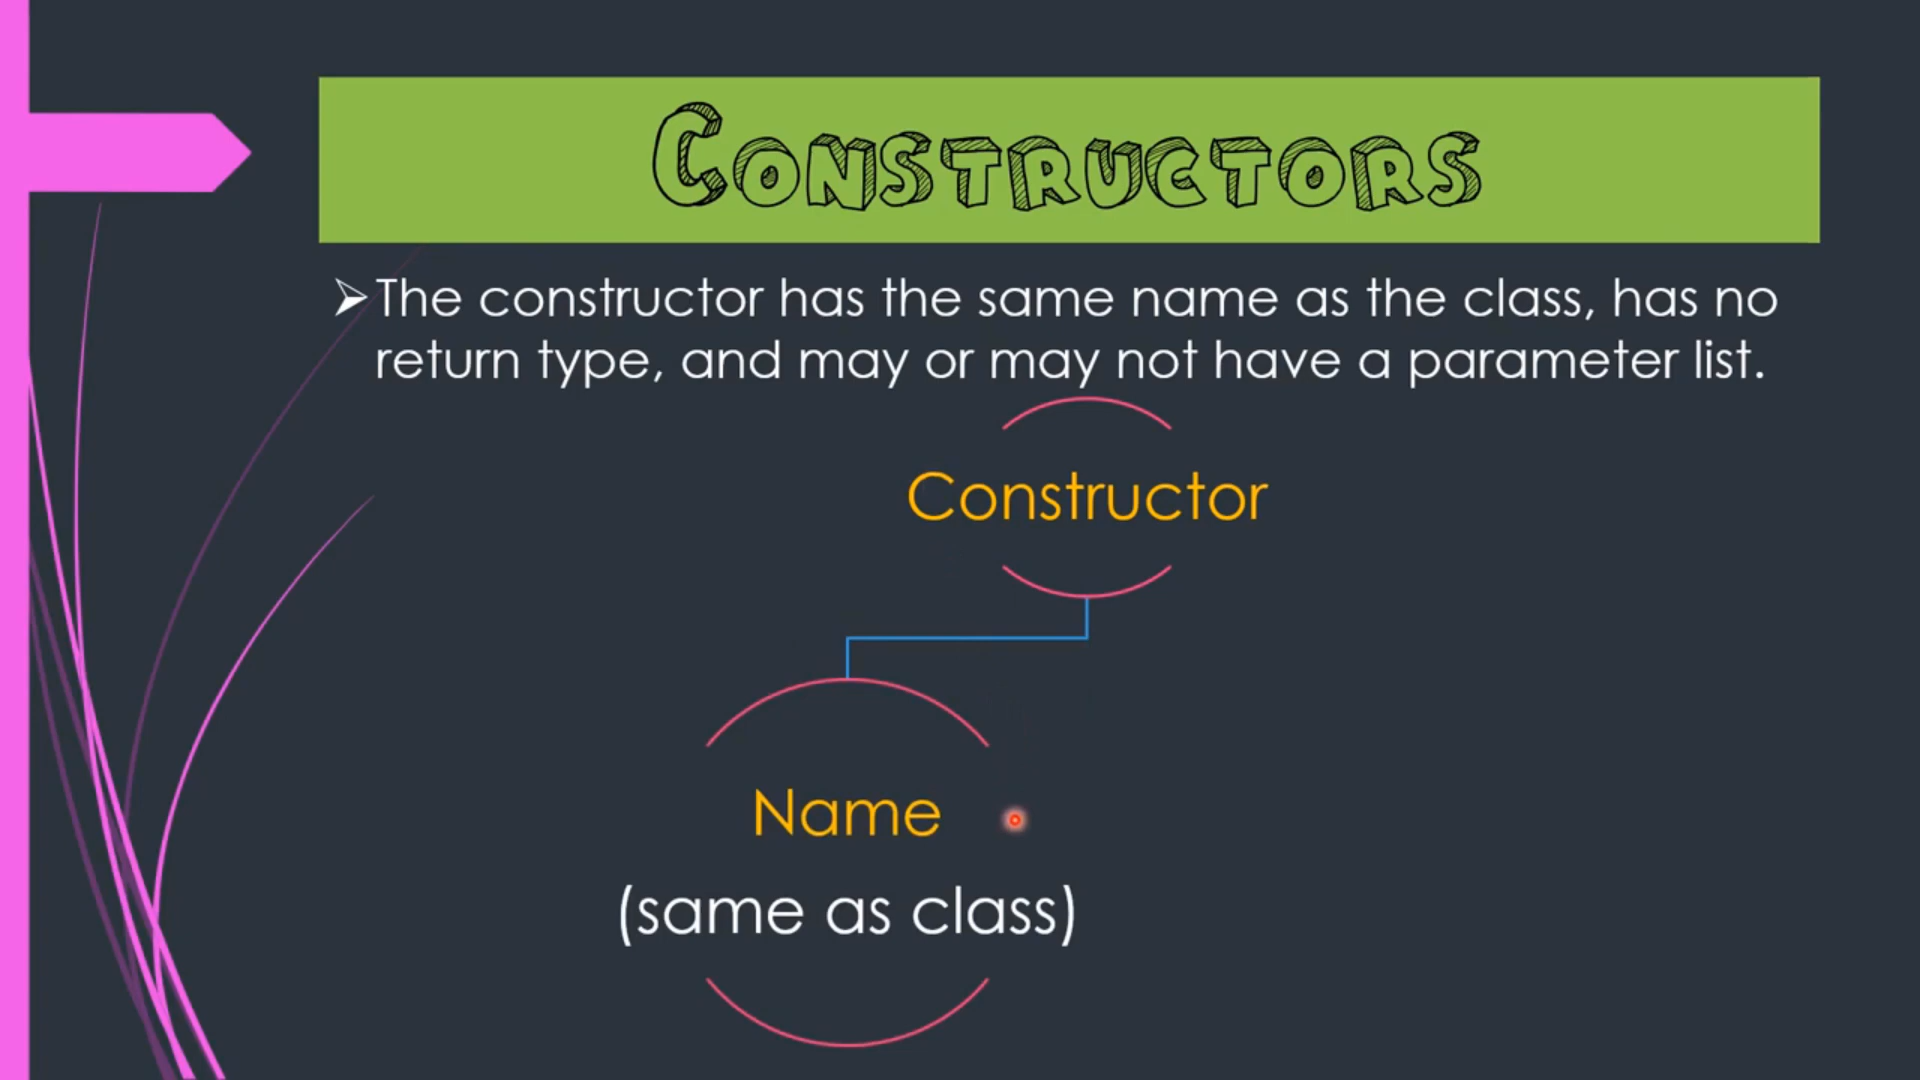 CONSTRUCTORS
➢The constructor has the same name as the class, has no
return type, and may or may not have a parameter list.
Constructor
Name
(same as class)